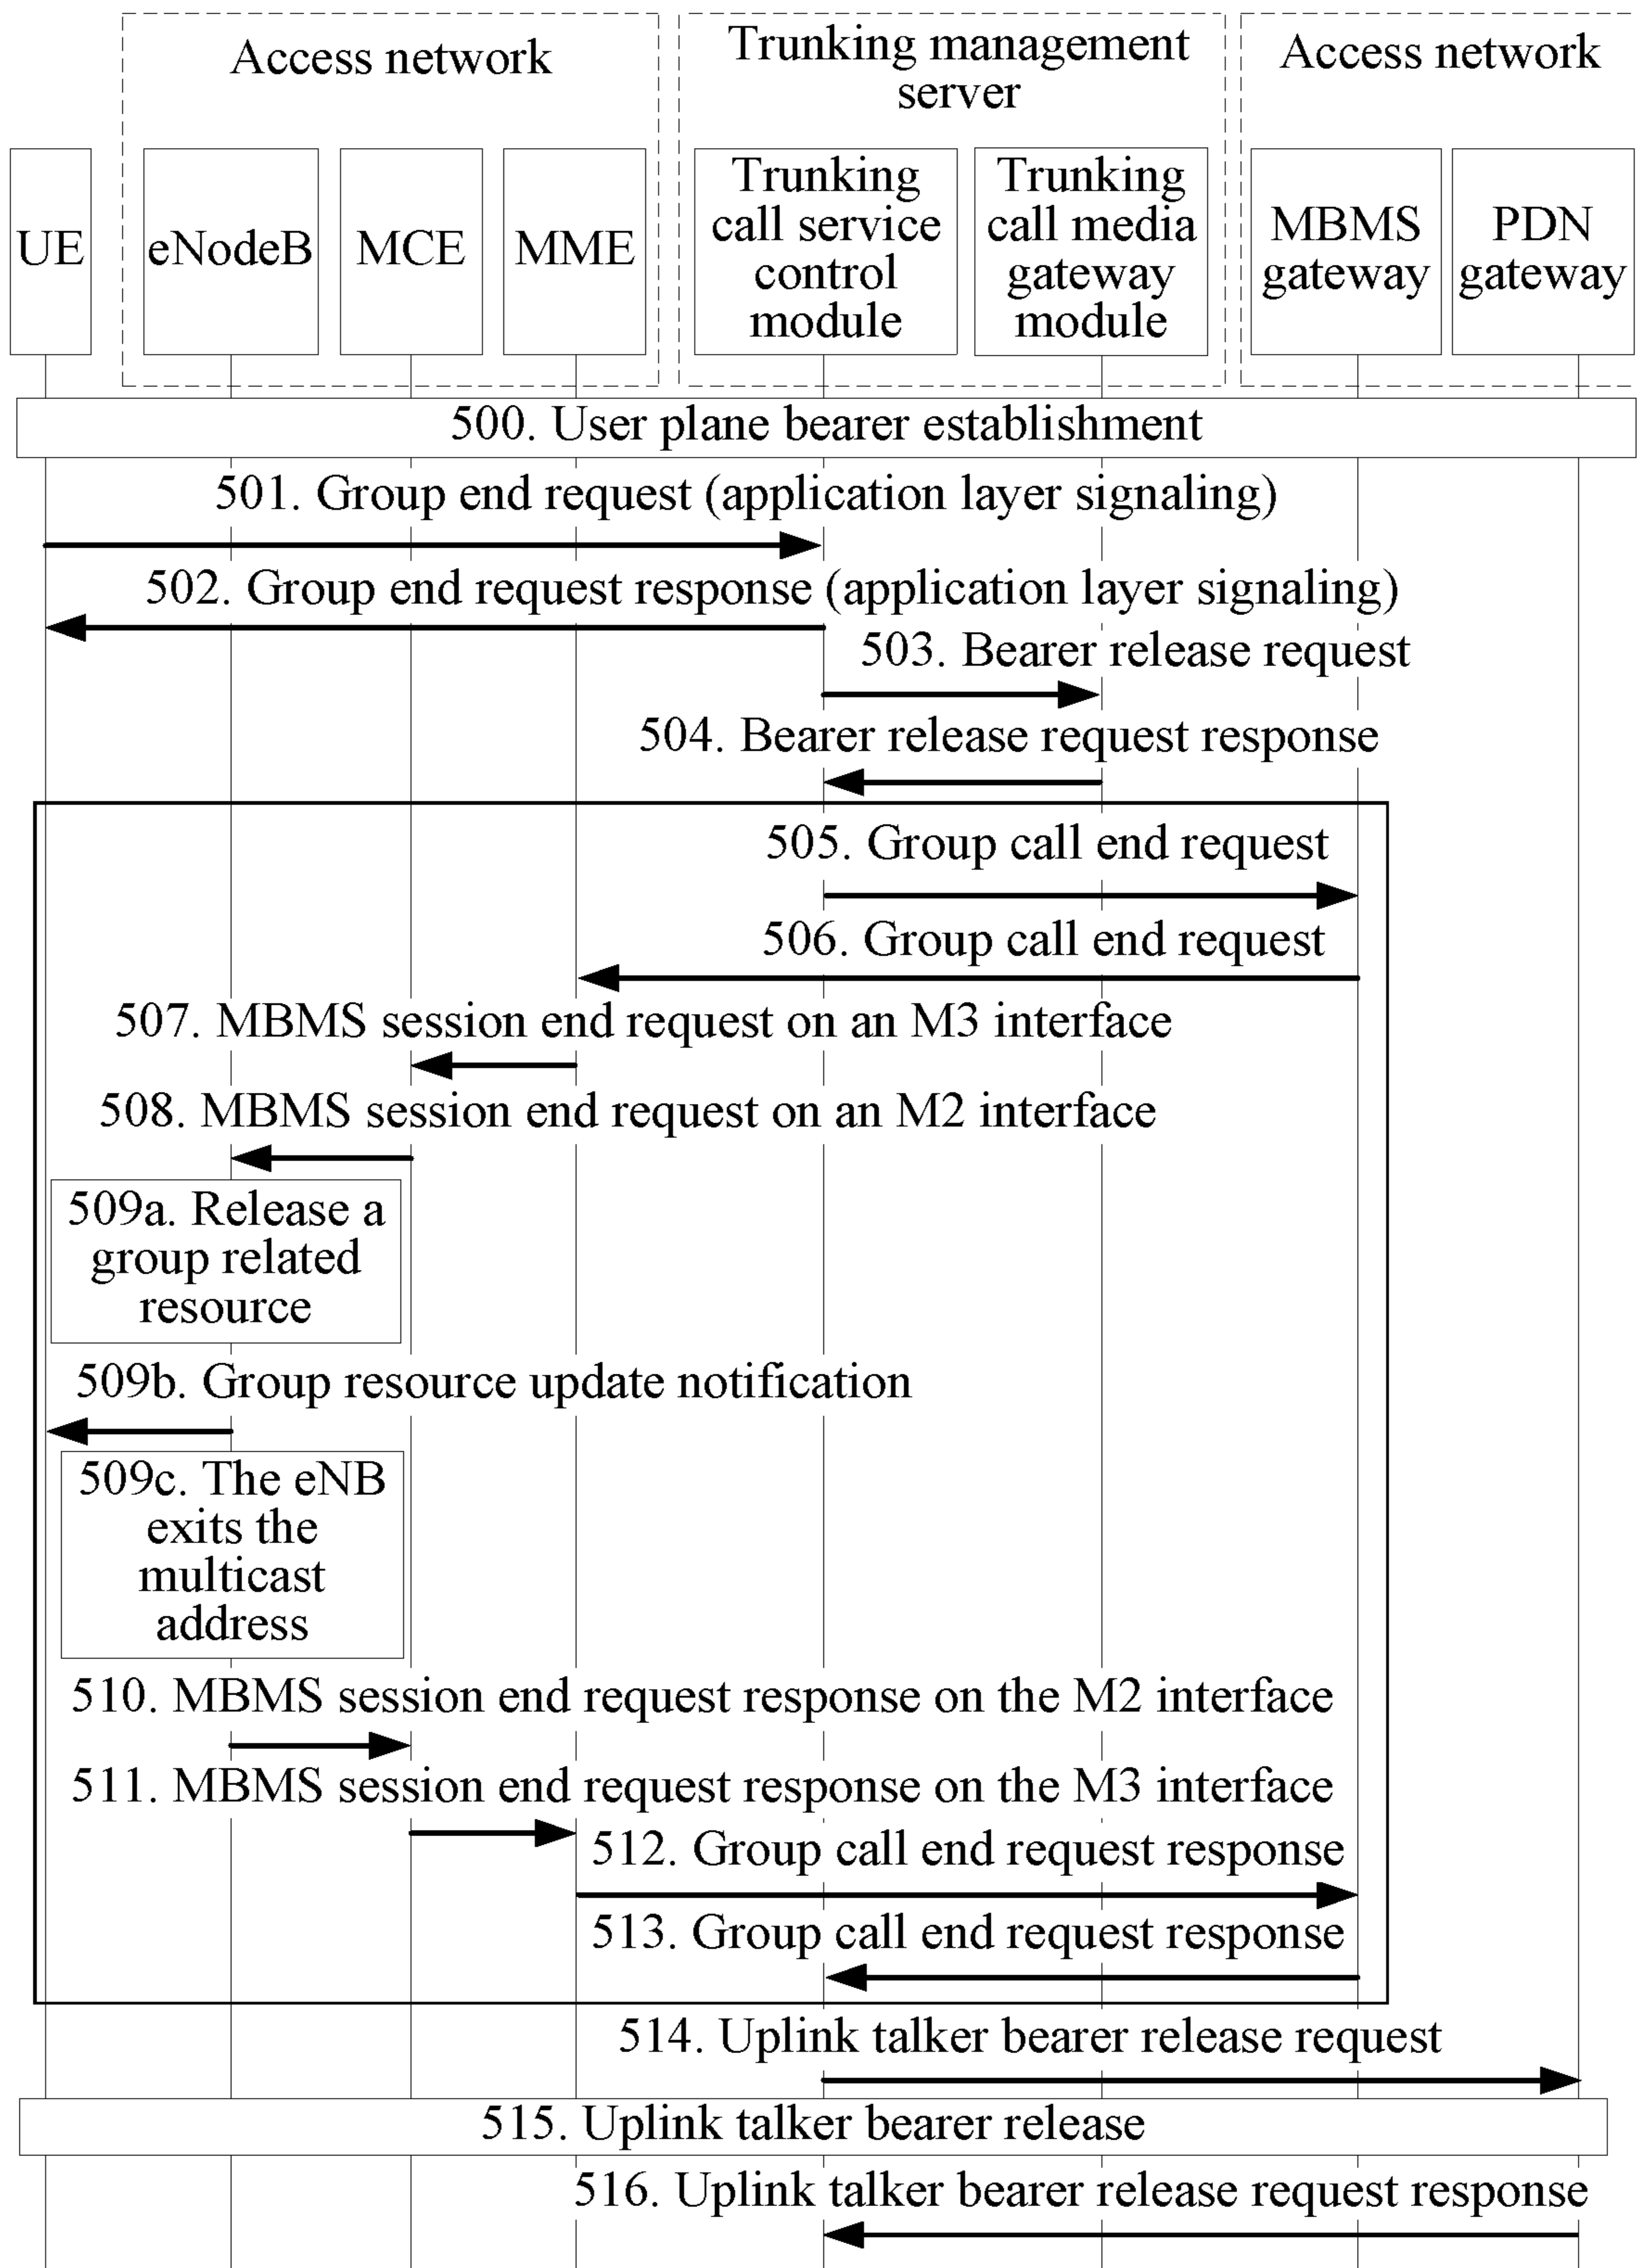 Access network
Trunking management
server
Access network
UE
eNodeB
MCE
MME
Trunking
call service
control
module
Trunking
call media
gateway
module
MBMS
gateway
PDN
gateway
500. User plane bearer establishment
501. Group end request (application layer signaling)
502. Group end request response (application layer signaling)
503. Bearer release request
504. Bearer release request response
505. Group call end request
506. Group call end request
507. MBMS session end request on an M3 interface
508. MBMS session end request on an M2 interface
509a. Release a
group related
resource
509b. Group resource update notification
509c. The eNB
exits the
multicast
address
510. MBMS session end request response on the M2 interface
511. MBMS session end request response on the M3 interface
512. Group call end request response
513. Group call end request response
514. Uplink talker bearer release request
515. Uplink talker bearer release
516. Uplink talker bearer release request response